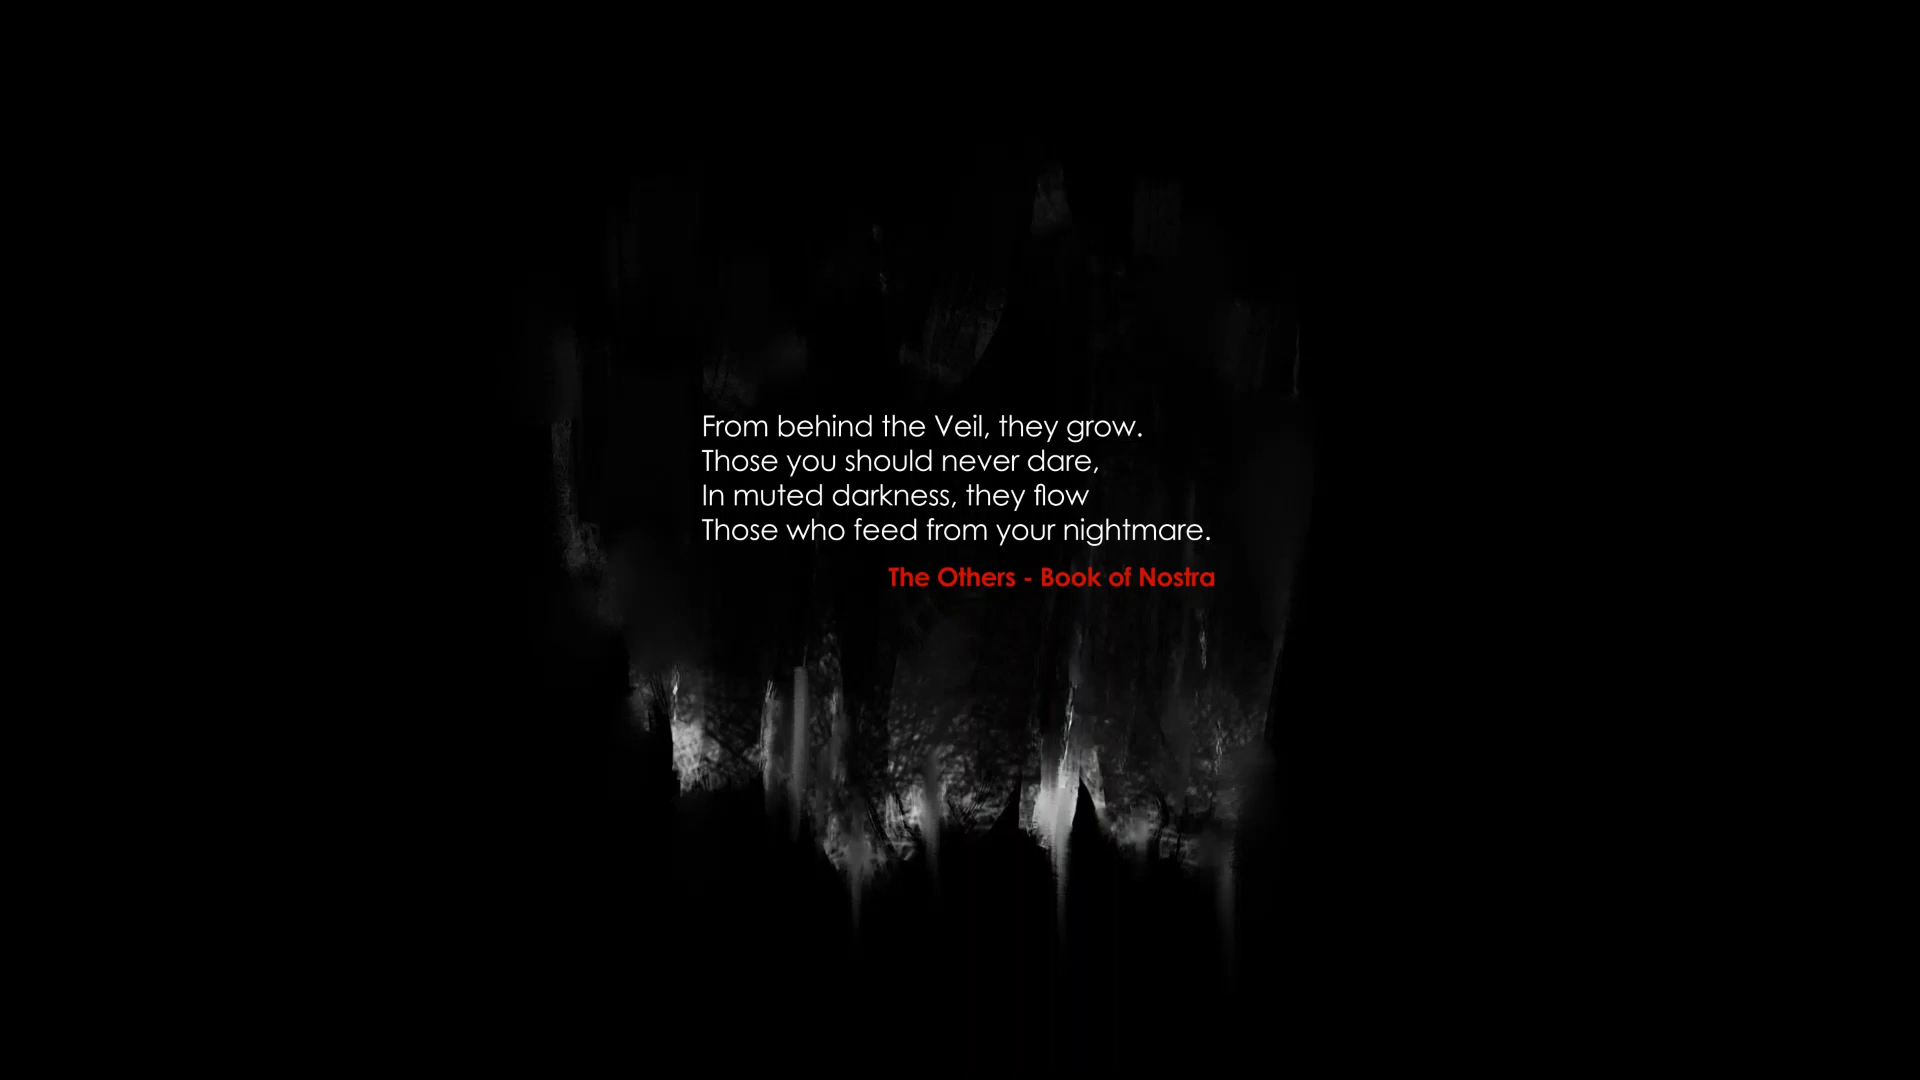 From behind the Veil, they grow.
Those you should never dare,
In muted darkness, they flow
Those who feed from your nightmare.
The Others - Book of Nostra